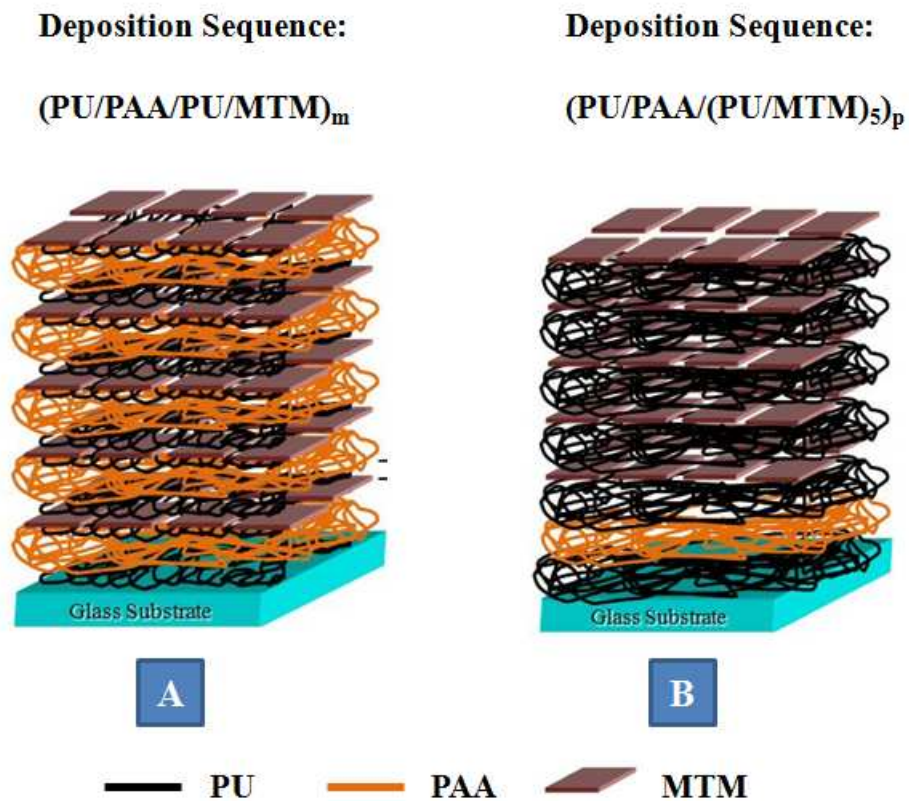 Deposition Sequence:
(PU/PAA/PU/MTM)m
Deposition Sequence:
(PU/PAA/(PU/MTM)5)p
Glass Substrate
Glass Substrate
A
B
PU
PAA
MTM